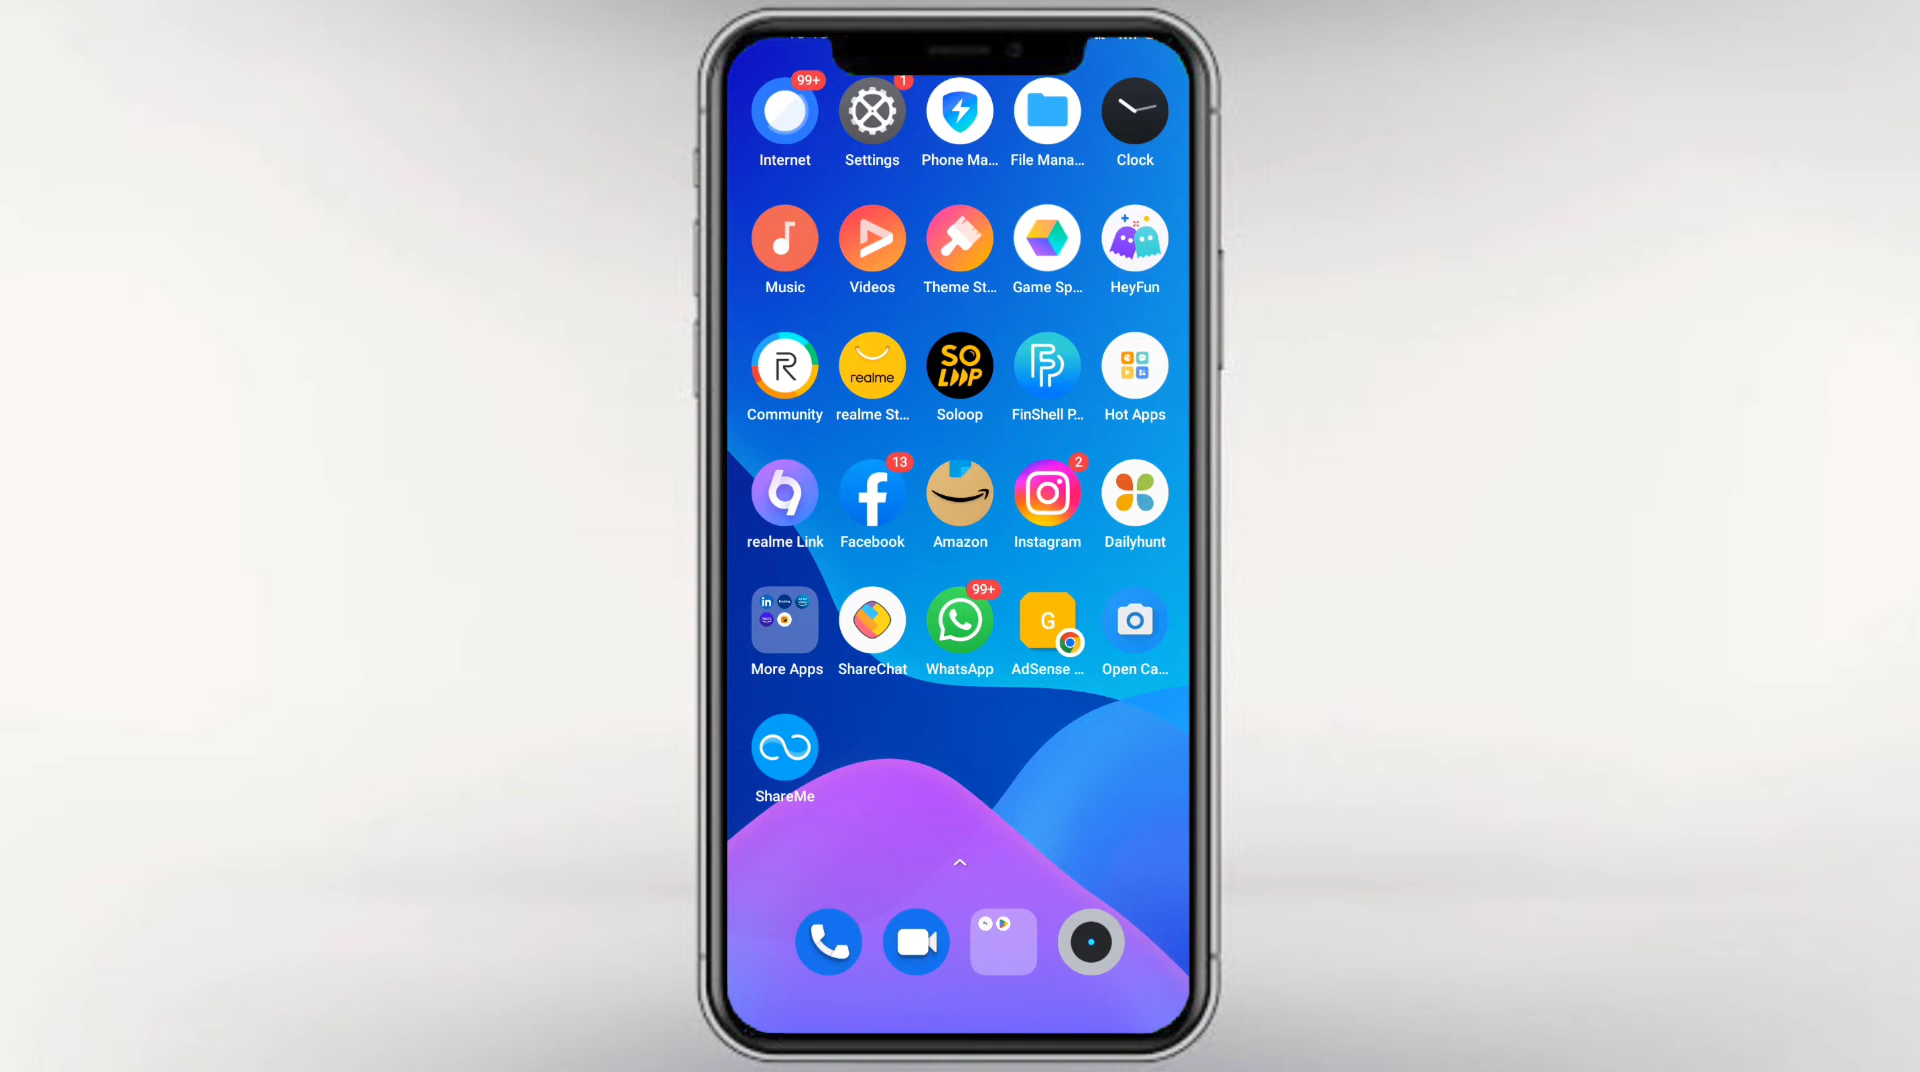 99+ 1
Internet Settings Phone Ma... File Mana... Clock
Music Videos Theme St... Game Sp... HeyFun
R realme SO LOOP
Community realme St... Soloop FinShell P... Hot Apps
13 2
realme Link Facebook Amazon Instagram Dailyhunt
in 99+ G
More Apps ShareChat WhatsApp AdSense ... Open Ca...
ShareMe